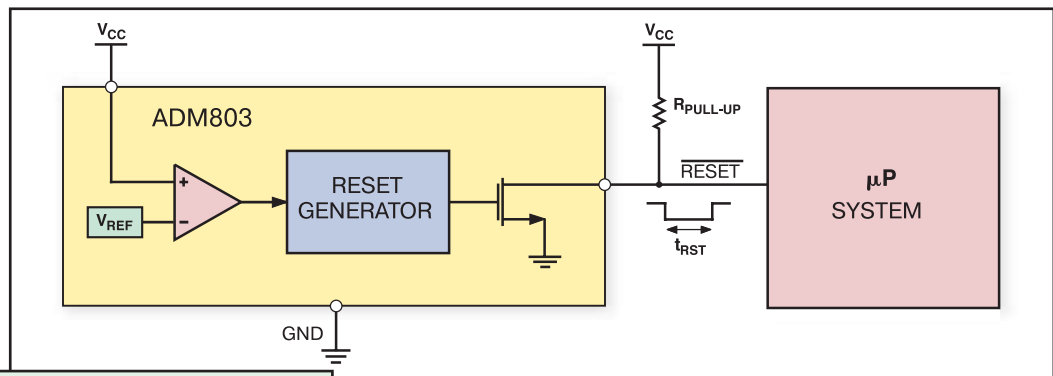 VCC
ADM803
VREF
RESET
GENERATOR
GND
VCC
RPULL-UP
RESET
tRST
µP
SYSTEM